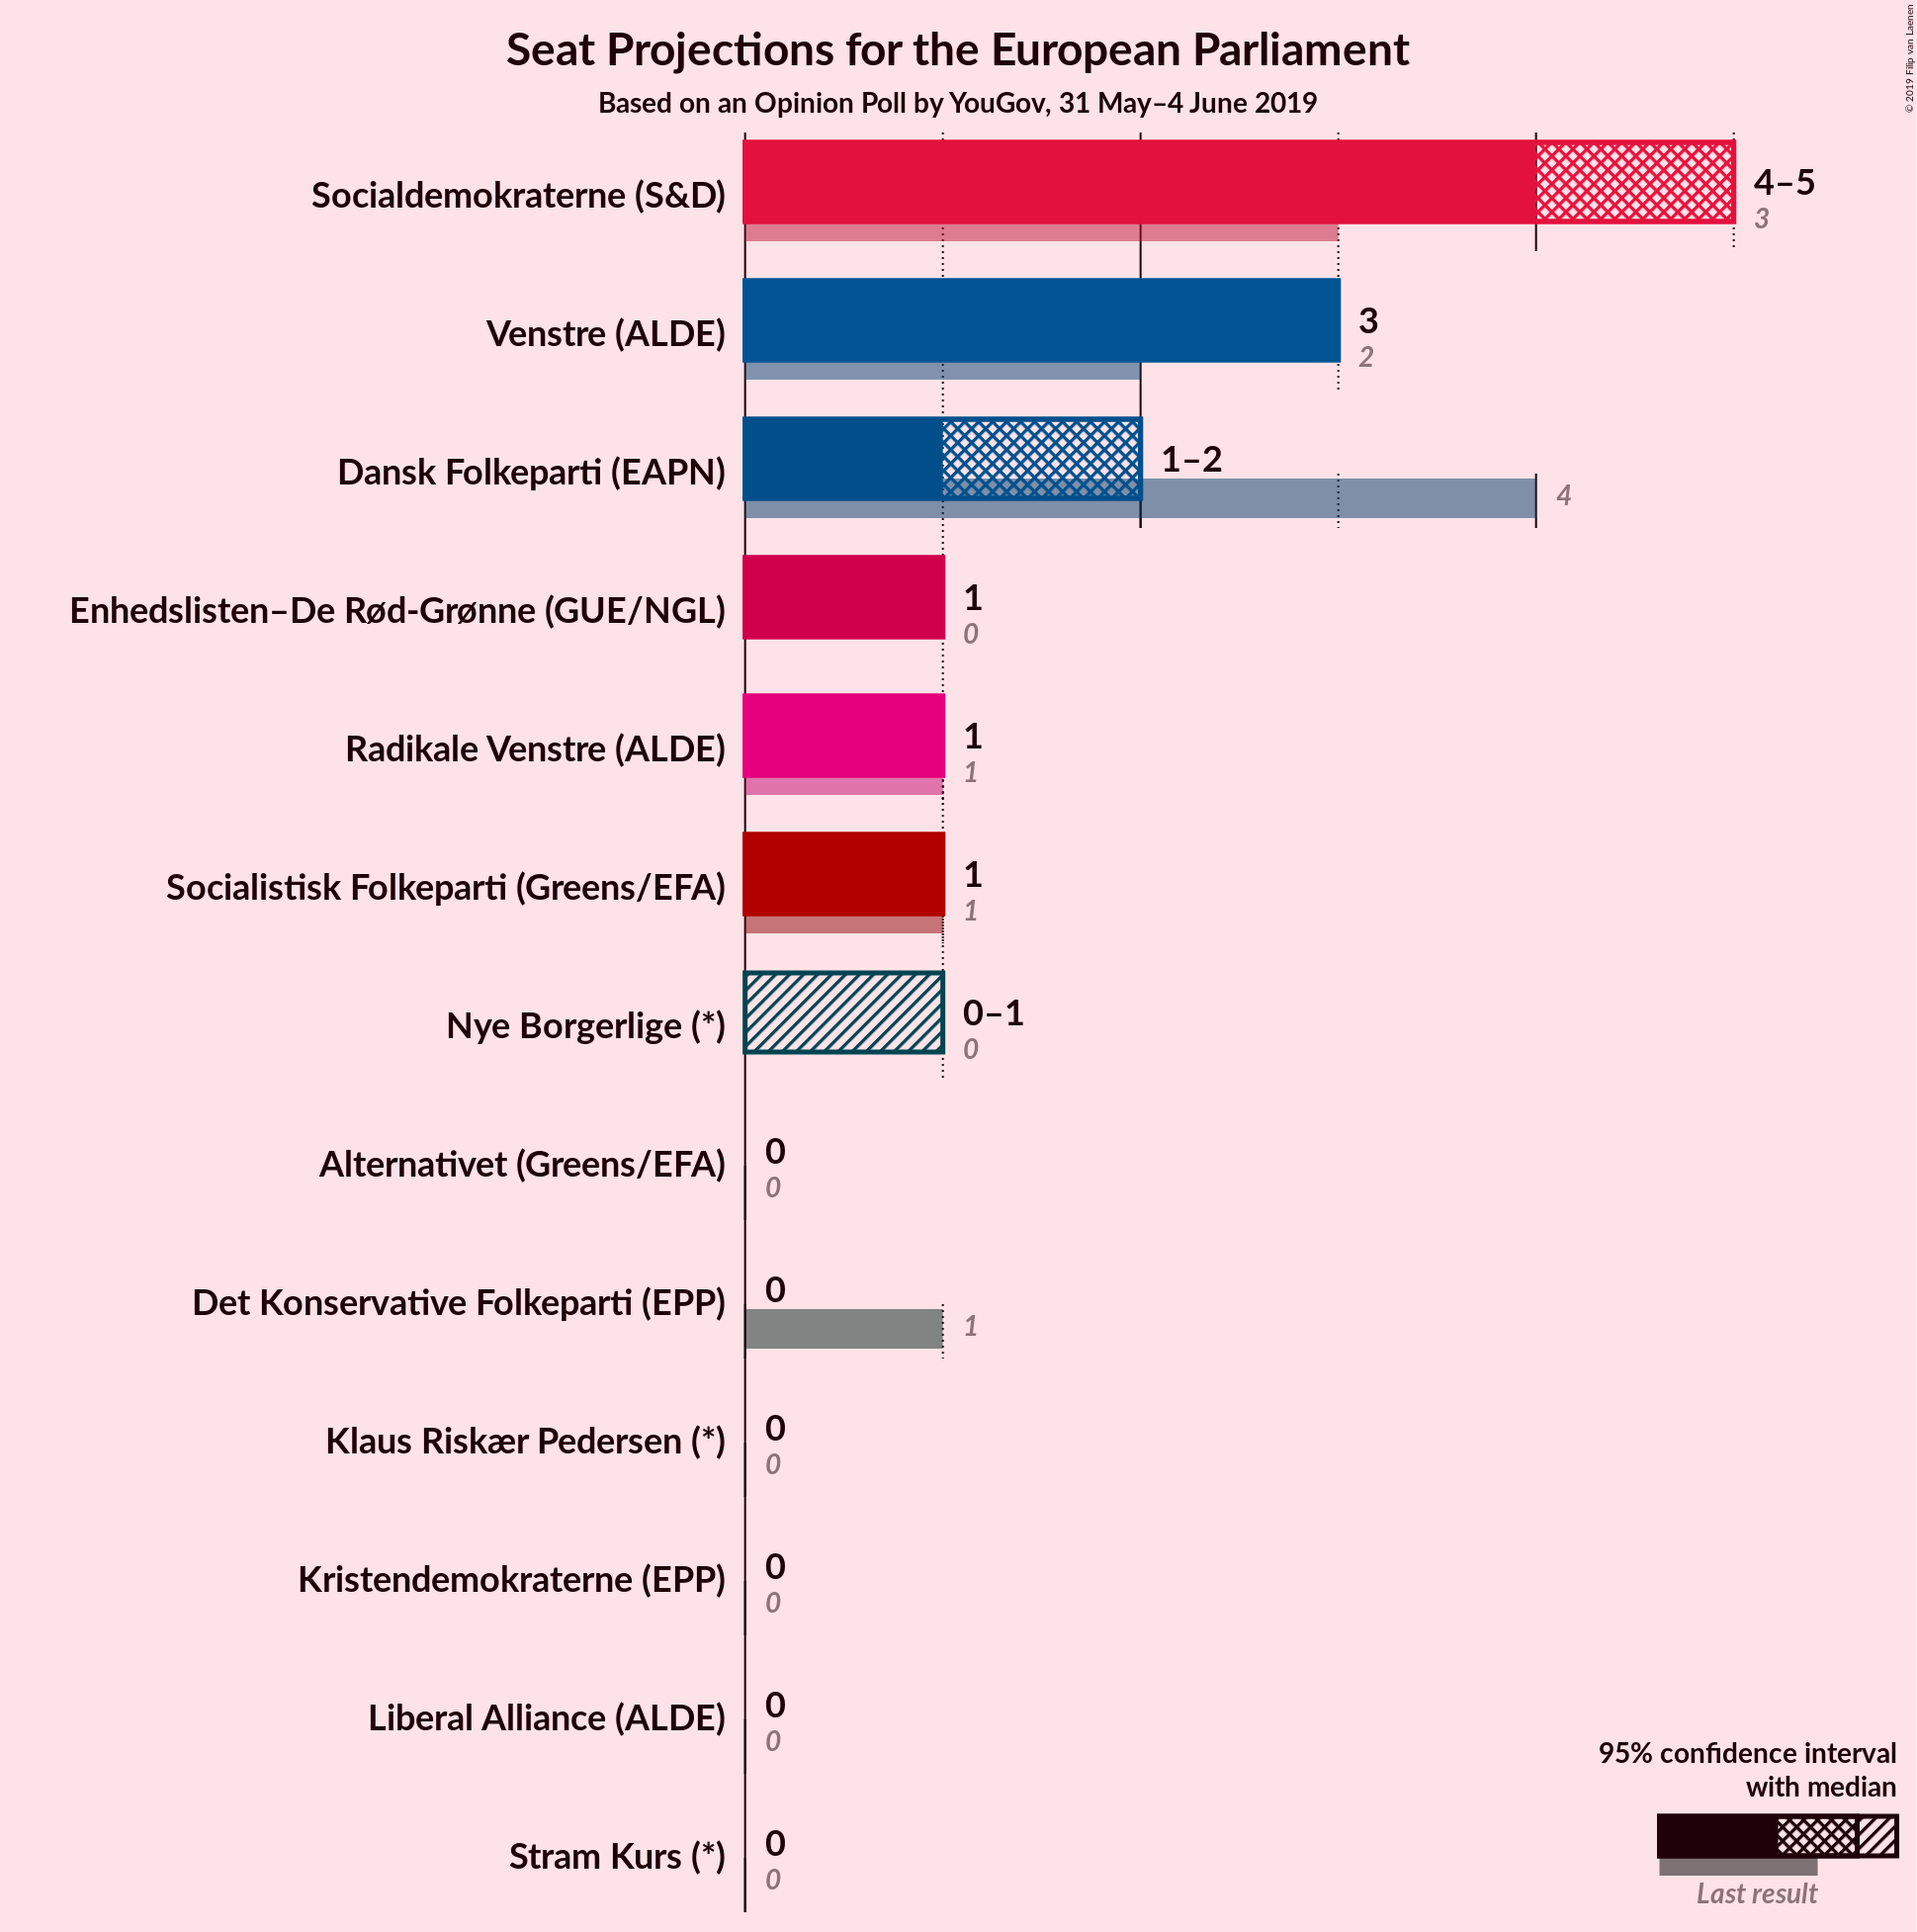 Seat Projections for the European Parliament
Based on an Opinion Poll by YouGov, 31 May–4 June 2019
© 2019 Filip van Laenen
Socialdemokraterne (S&D)
4–5
3
Venstre (ALDE)
3
2
Dansk Folkeparti (EAPN)
1–2
4
Enhedslisten–De Rød-Grønne (GUE/NGL)
1
0
Radikale Venstre (ALDE)
1
1
Socialistisk Folkeparti (Greens/EFA)
1
1
Nye Borgerlige (*)
0–1
0
Alternativet (Greens/EFA)
0
0
Det Konservative Folkeparti (EPP)
0
1
Klaus Riskær Pedersen (*)
0
0
Kristendemokraterne (EPP)
0
0
Liberal Alliance (ALDE)
0
0
Stram Kurs (*)
0
0
95% confidence interval
with median
Last result